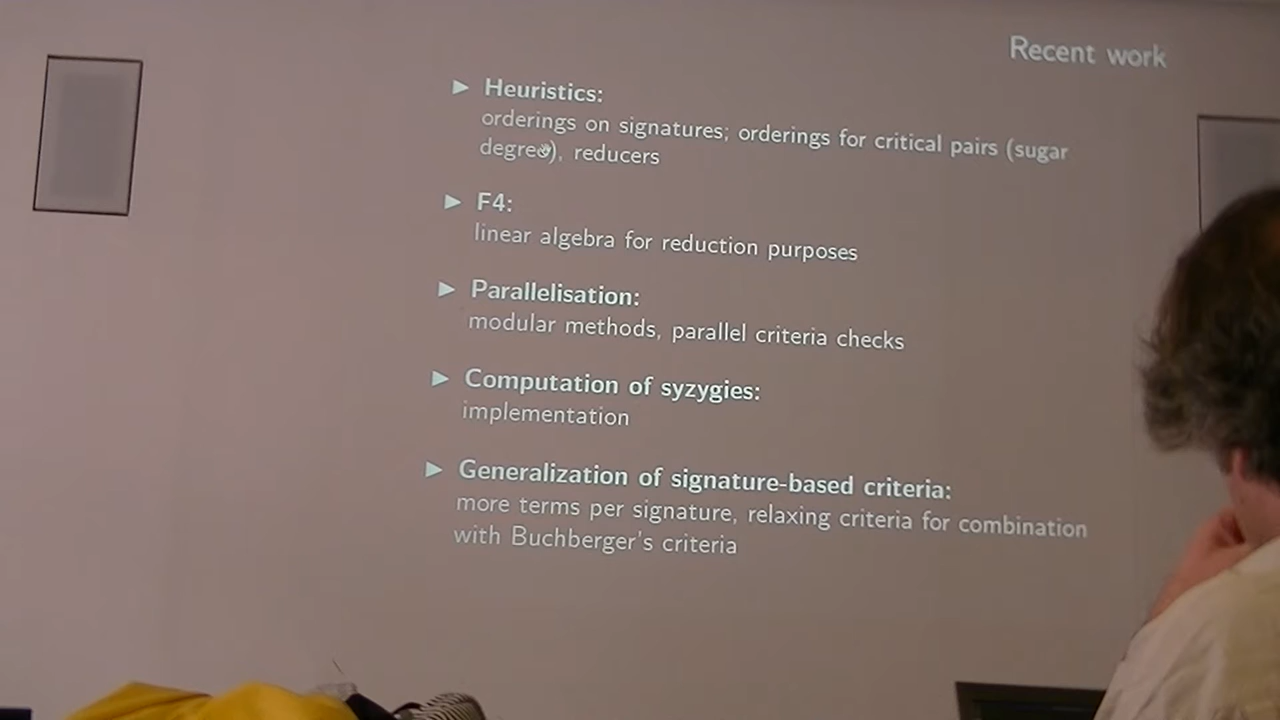 Recent work
► Heuristics:
orderings on signatures; orderings for critical pairs (sugar
degree), reducers
► F4:
linear algebra for reduction purposes
► Parallelisation:
modular methods, parallel criteria checks
► Computation of syzygies:
implementation
► Generalization of signature-based criteria:
more terms per signature, relaxing criteria for combination
with Buchberger's criteria